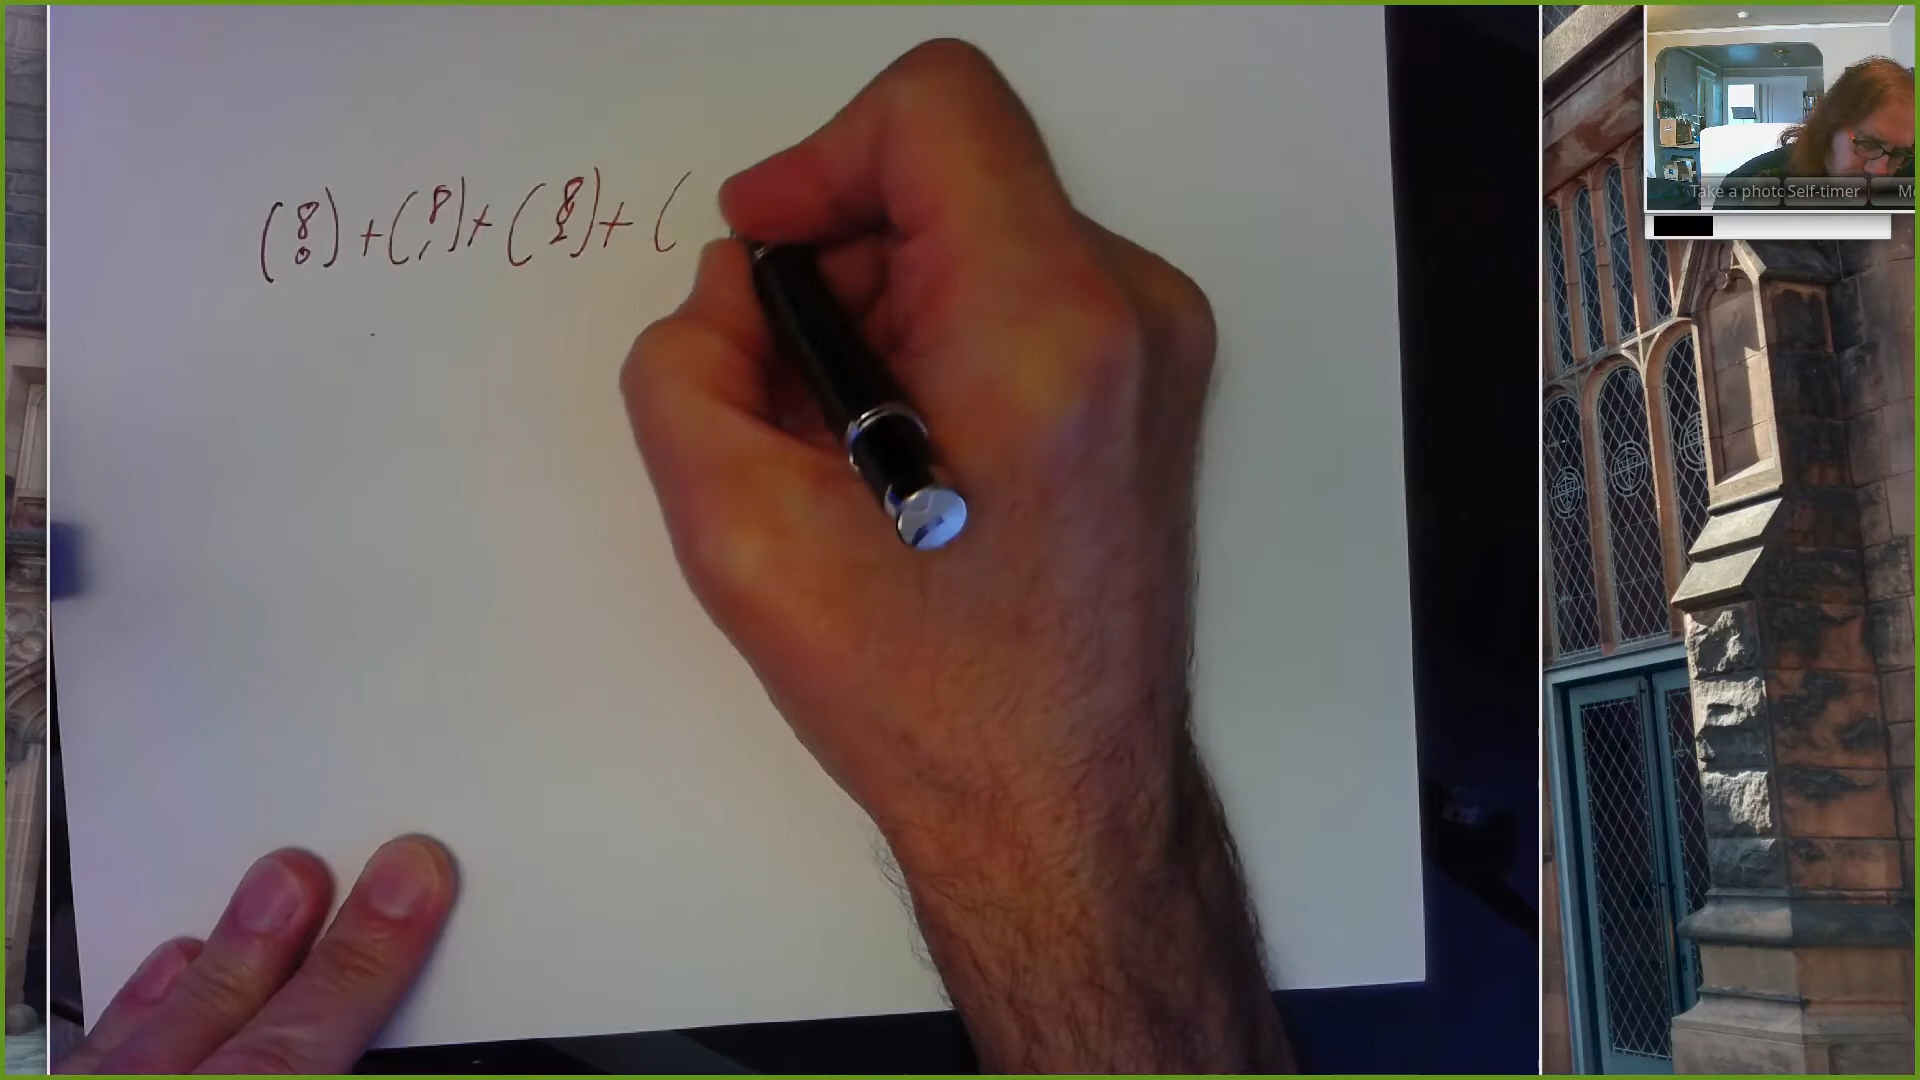 (8 0) + (8 1) + (8 2) + (
Take a photo Self-timer